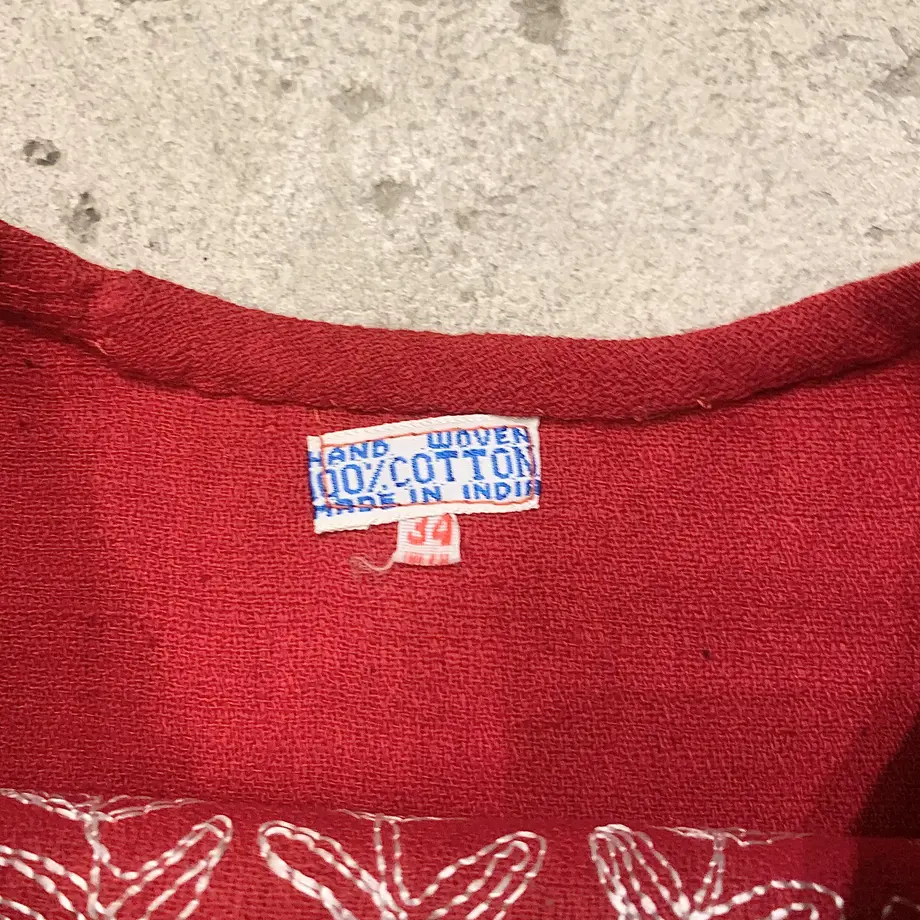 HAND WOVEN
100% COTTON
MADE IN INDIA
34